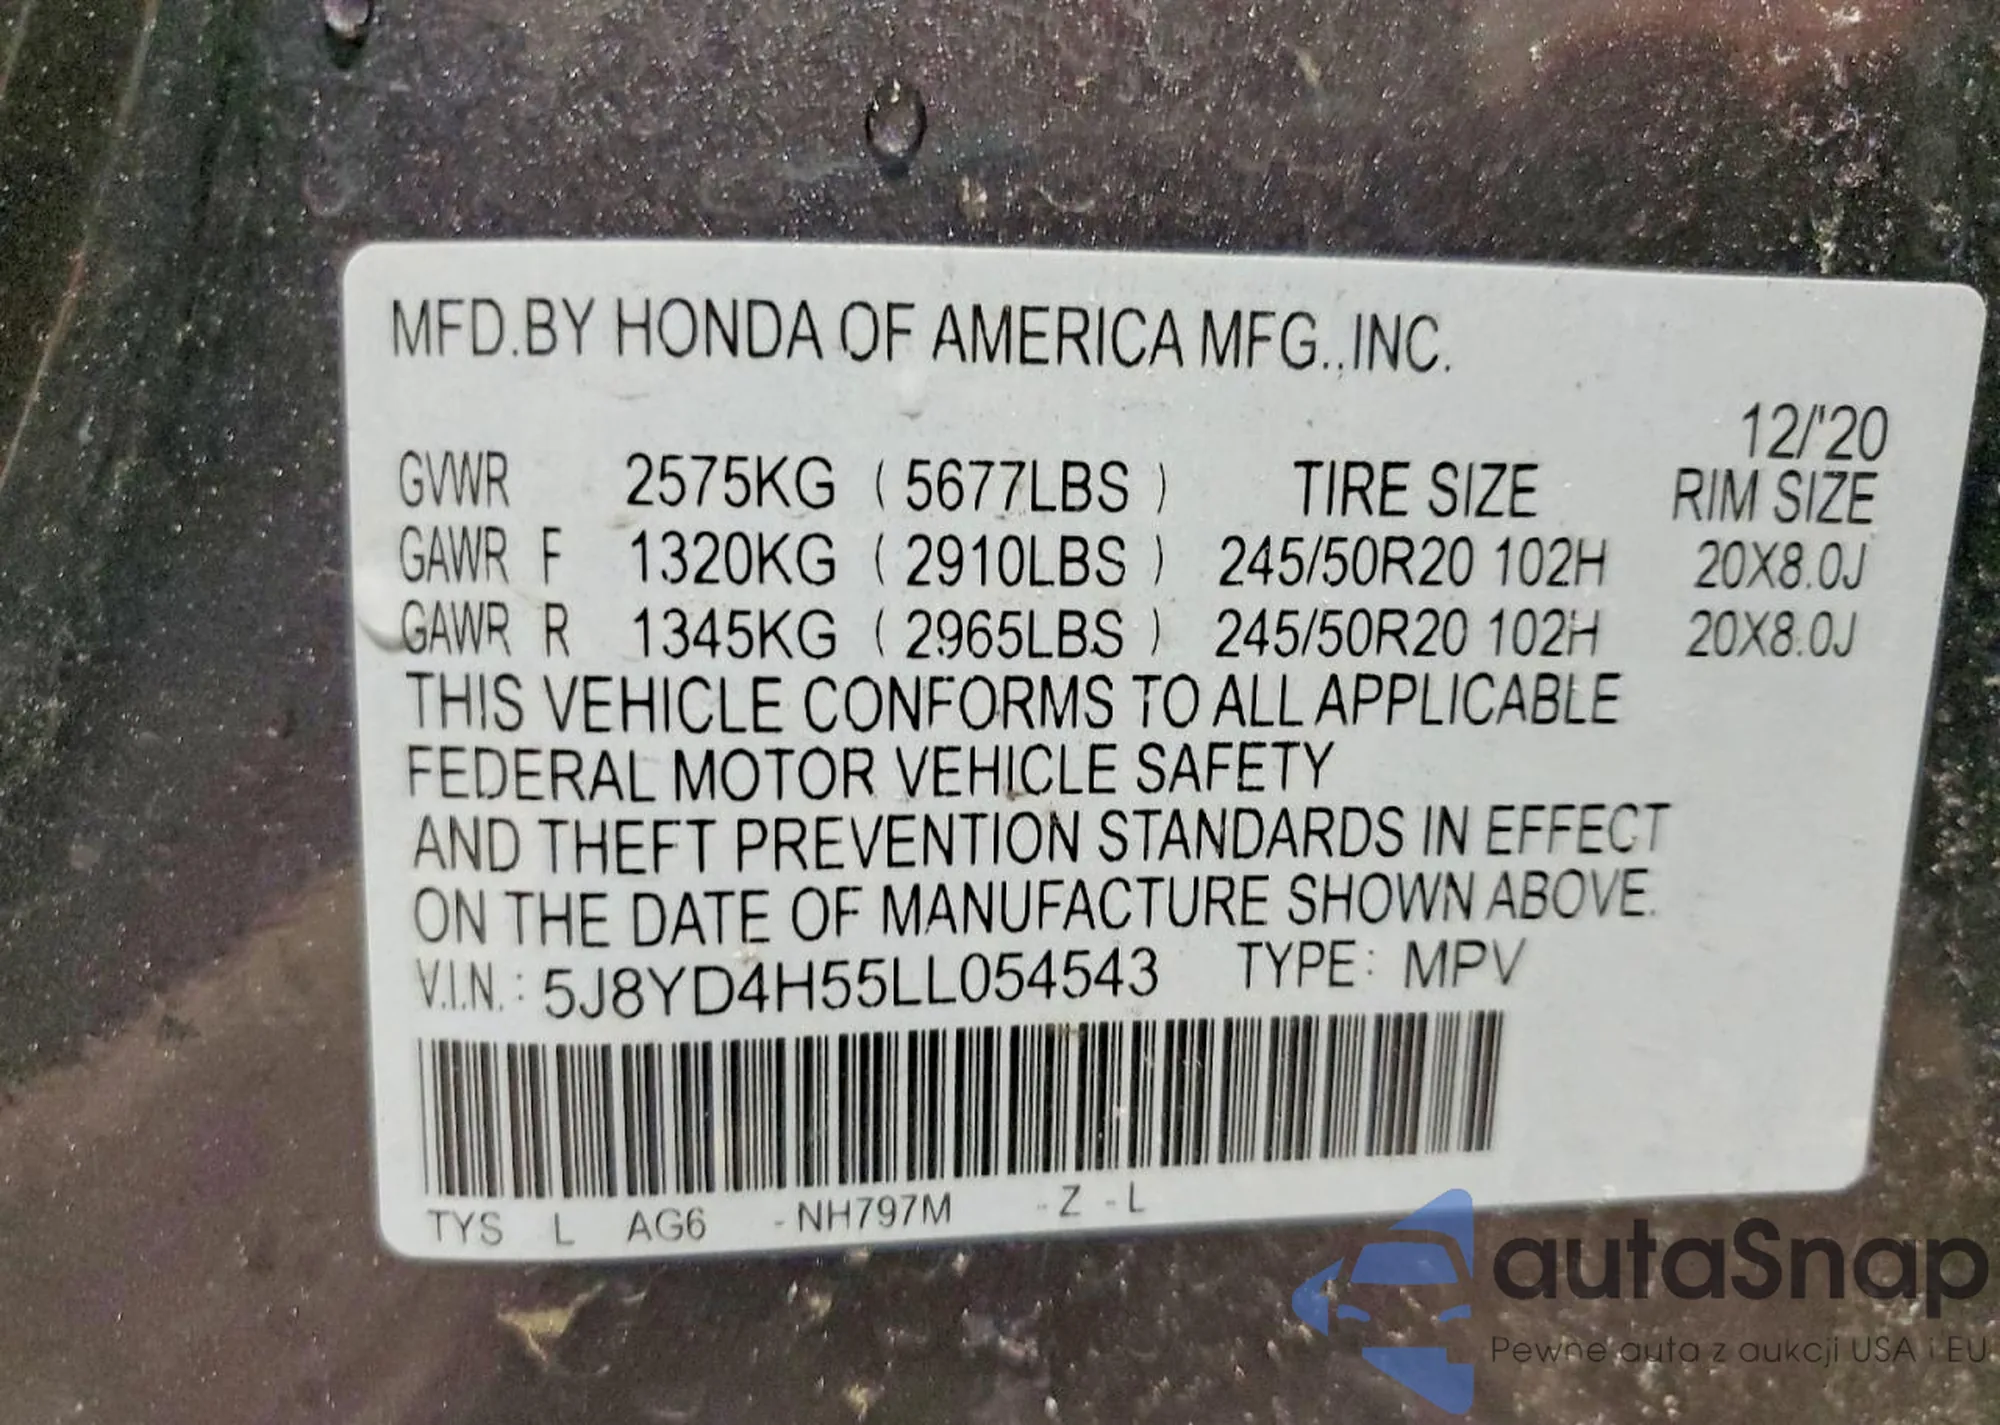 MFD.BY HONDA OF AMERICA MFG.,INC.
12/'20
GVWR 2575KG (5677LBS) TIRE SIZE RIM SIZE
GAWR F 1320KG (2910LBS) 245/50R20 102H 20X8.0J
GAWR R 1345KG (2965LBS) 245/50R20 102H 20X8.0J
THIS VEHICLE CONFORMS TO ALL APPLICABLE
FEDERAL MOTOR VEHICLE SAFETY
AND THEFT PREVENTION STANDARDS IN EFFECT
ON THE DATE OF MANUFACTURE SHOWN ABOVE.
V.I.N.: 5J8YD4H55LL054543 TYPE: MPV
TYS L AG6 -NH797M -Z -L
autaSnap
Pewne auta z aukcji USA i EU